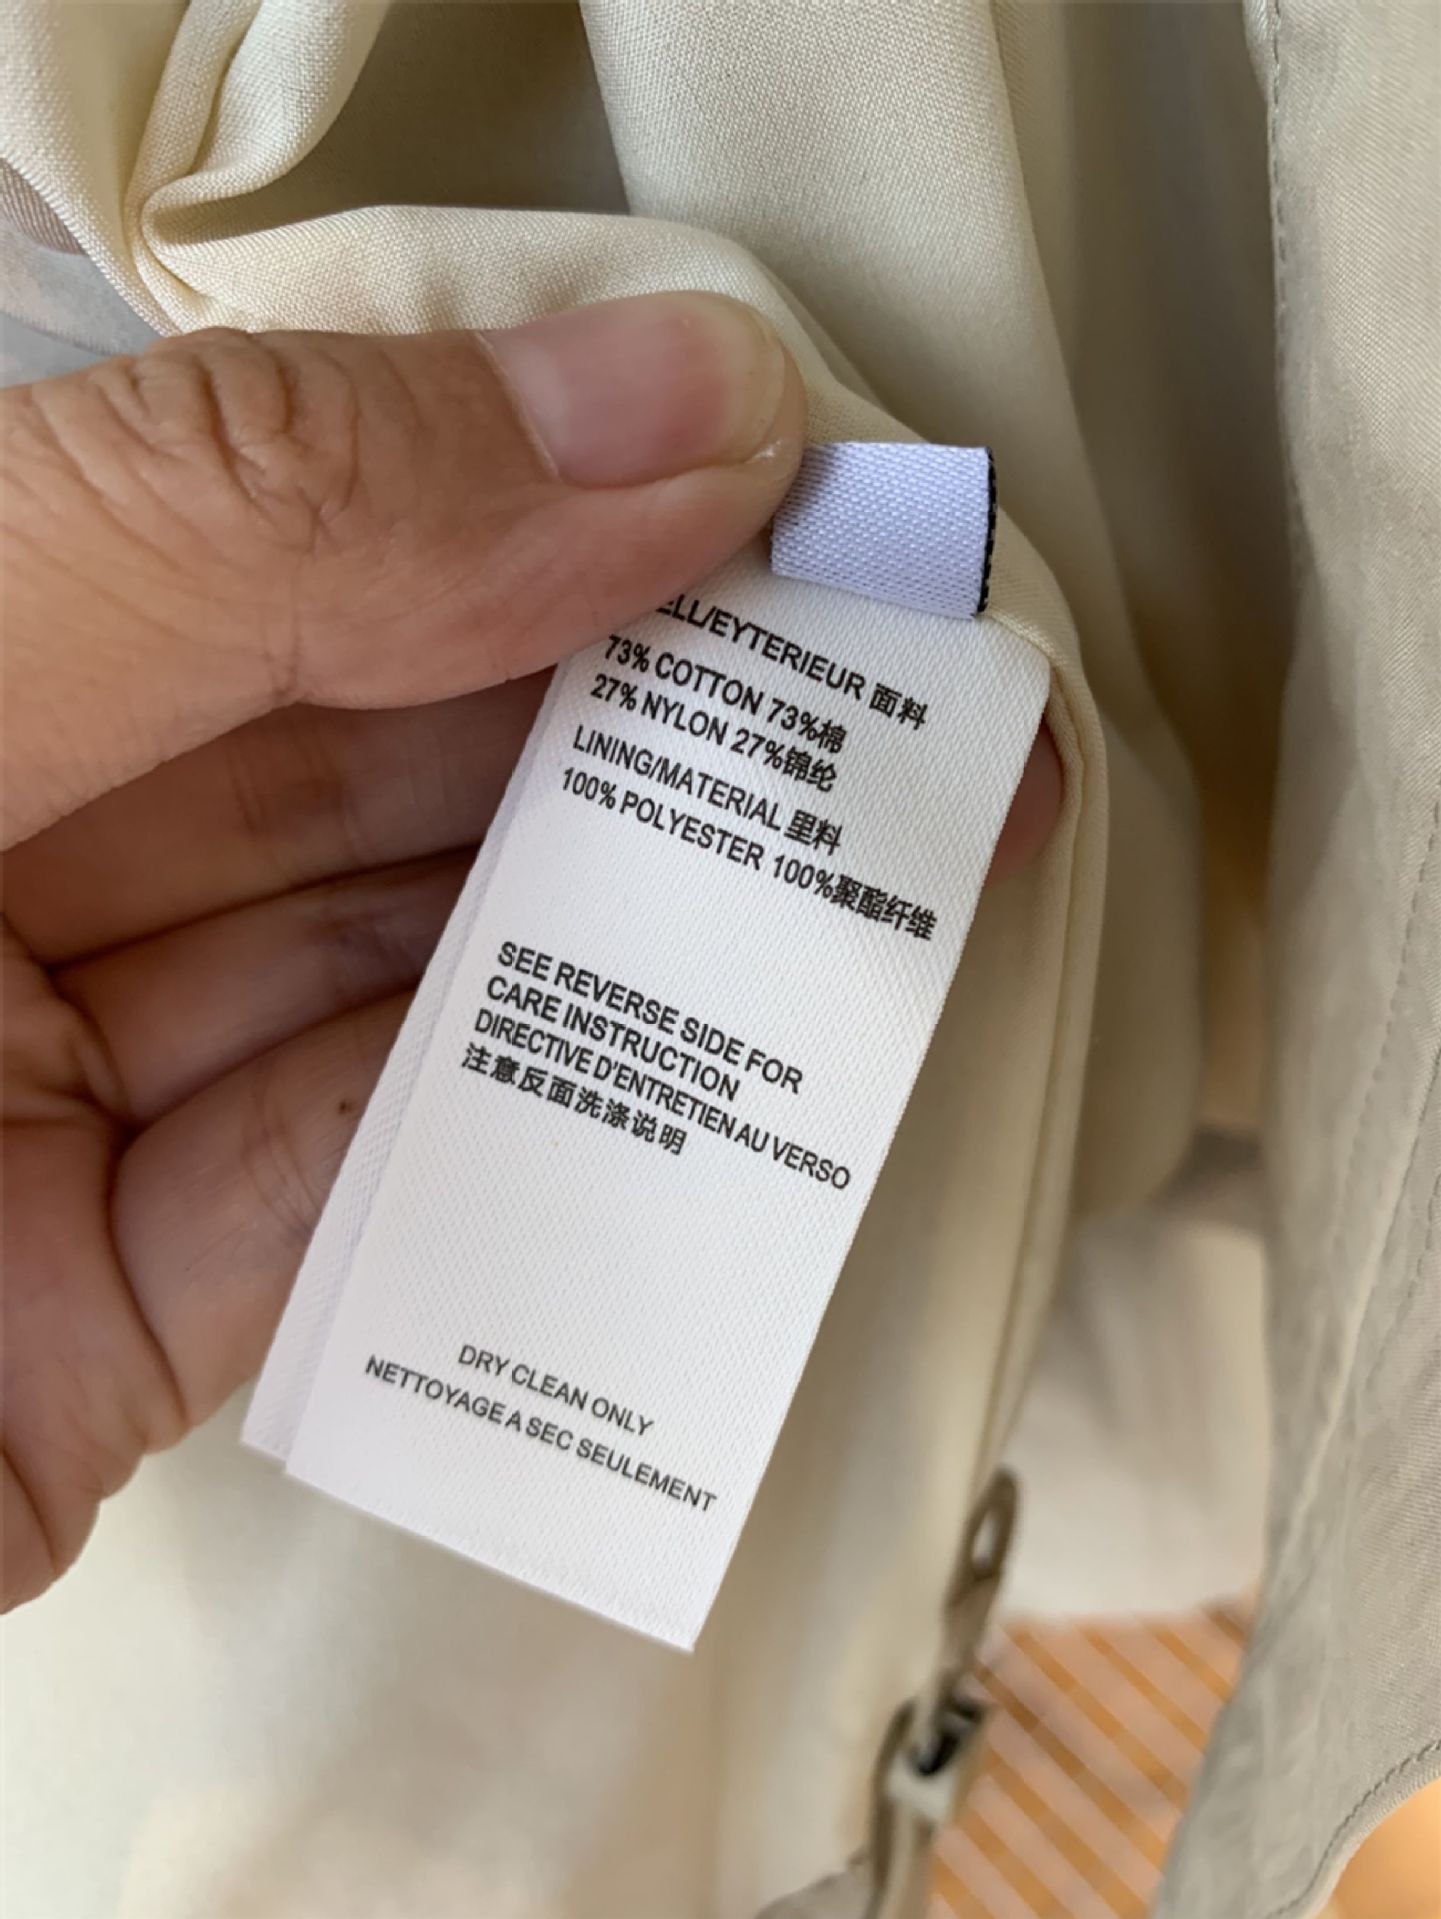 ELL/EYTERIEUR 面料
73% COTTON 73%棉
27% NYLON 27%锦纶
LINING/MATERIAL 里料
100% POLYESTER 100%聚酯纤维
SEE REVERSE SIDE FOR
CARE INSTRUCTION
DIRECTIVE D'ENTRETIEN AU VERSO
注意反面洗涤说明
DRY CLEAN ONLY
NETTOYAGE A SEC SEULEMENT